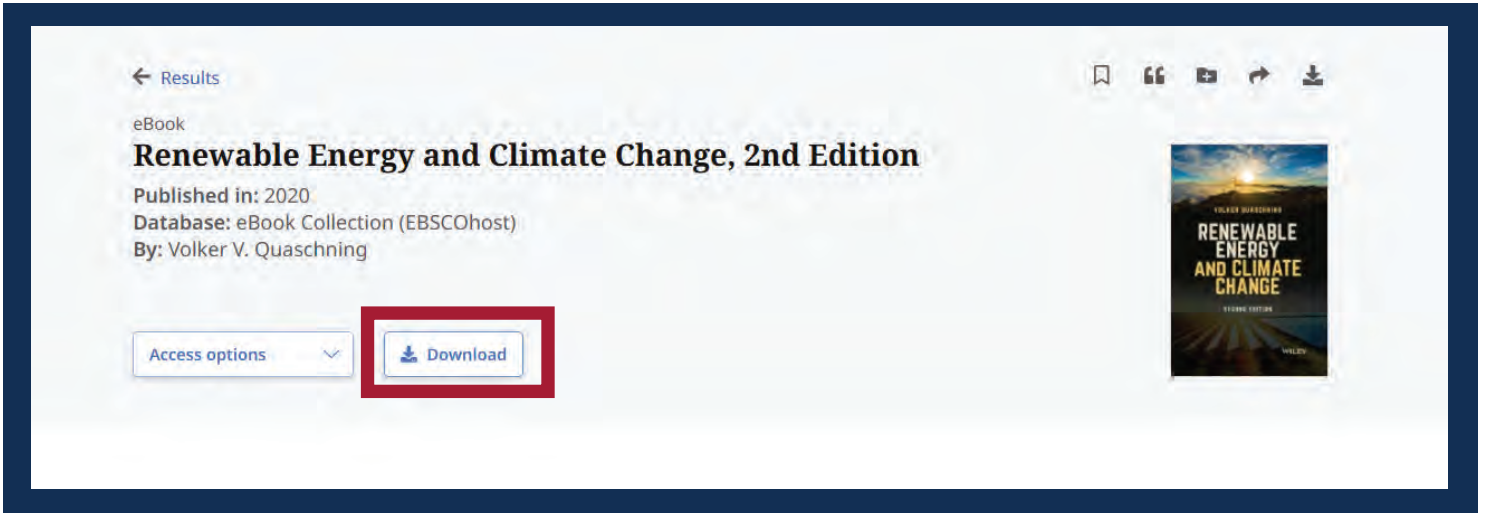 Results
eBook
Renewable Energy and Climate Change, 2nd Edition
Published in: 2020
Database: eBook Collection (EBSCOhost)
By: Volker V. Quaschning
Access options
Download
VOLKER QUASCHNING
RENEWABLE
ENERGY
AND CLIMATE
CHANGE
SECOND EDITION
WILEY